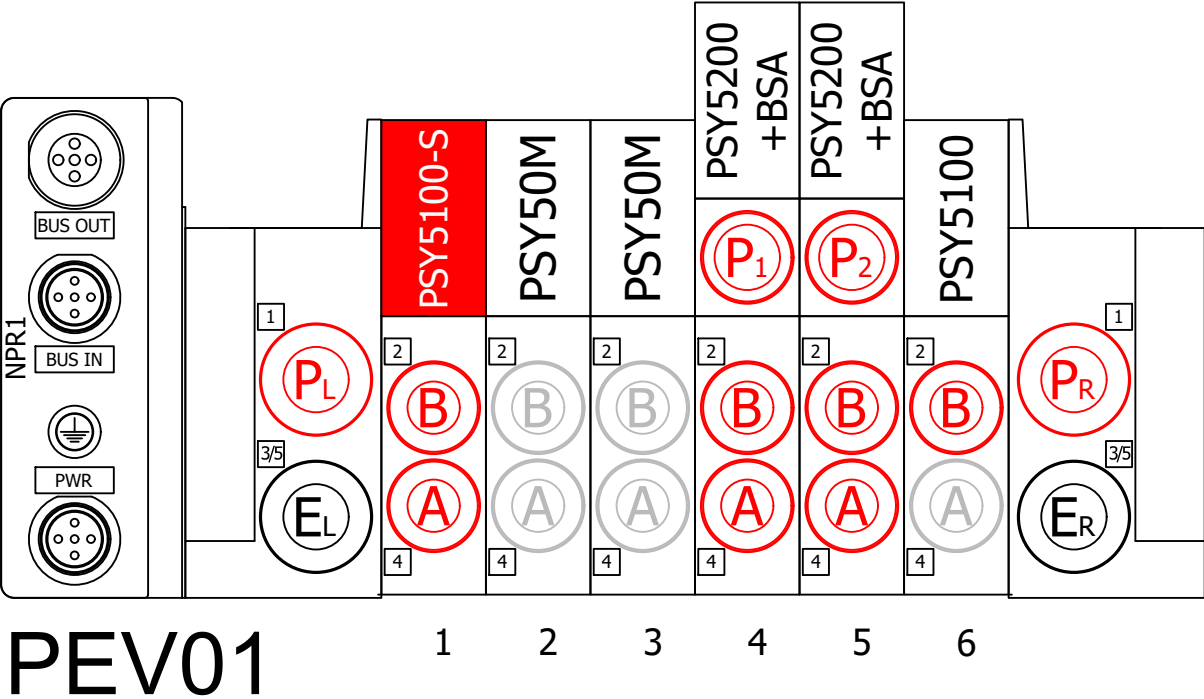 BUS OUT
NPR1
BUS IN
PWR
1
PL
3/5
EL
PSY5100-S
2
B
A
4
PSY50M
2
B
A
4
PSY50M
2
B
A
4
PSY5200
+BSA
P1
2
B
A
4
PSY5200
+BSA
P2
2
B
A
4
PSY5100
2
B
A
4
1
PR
3/5
ER
PEV01
1 2 3 4 5 6